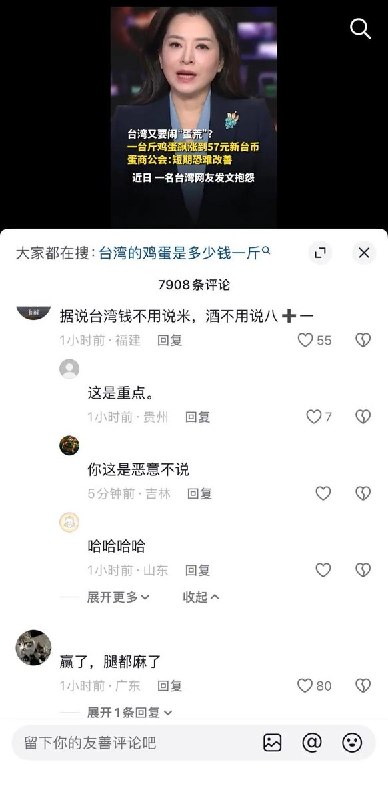 台湾又要闹“蛋荒”？
一台斤鸡蛋飙涨到57元新台币
蛋商公会：短期恐难改善
近日 一名台湾网友发文抱怨
大家都在搜：台湾的鸡蛋是多少钱一斤
7908条评论
据说台湾钱不用说米，酒不用说八➕一
1小时前·福建 回复 55
这是重点。
1小时前·贵州 回复 7
你这是恶意不说
5分钟前·吉林 回复
哈哈哈哈
1小时前·山东 回复
展开更多 收起
赢了，腿都麻了
1小时前·广东 回复 80
展开1条回复
留下你的友善评论吧